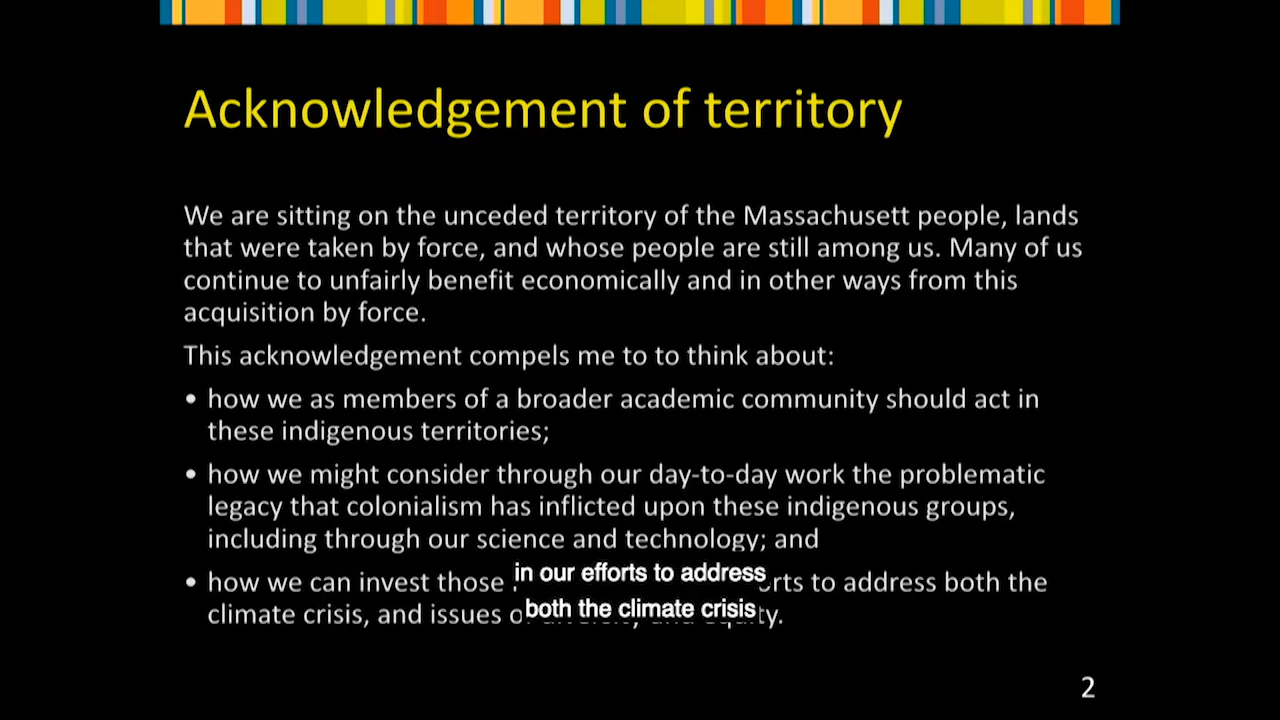 Acknowledgement of territory
We are sitting on the unceded territory of the Massachusett people, lands
that were taken by force, and whose people are still among us. Many of us
continue to unfairly benefit economically and in other ways from this
acquisition by force.
This acknowledgement compels me to to think about:
• how we as members of a broader academic community should act in
these indigenous territories;
• how we might consider through our day-to-day work the problematic
legacy that colonialism has inflicted upon these indigenous groups,
including through our science and technology; and
• how we can invest those to address both the
climate crisis, and issues
in our efforts to address
both the climate crisis
2